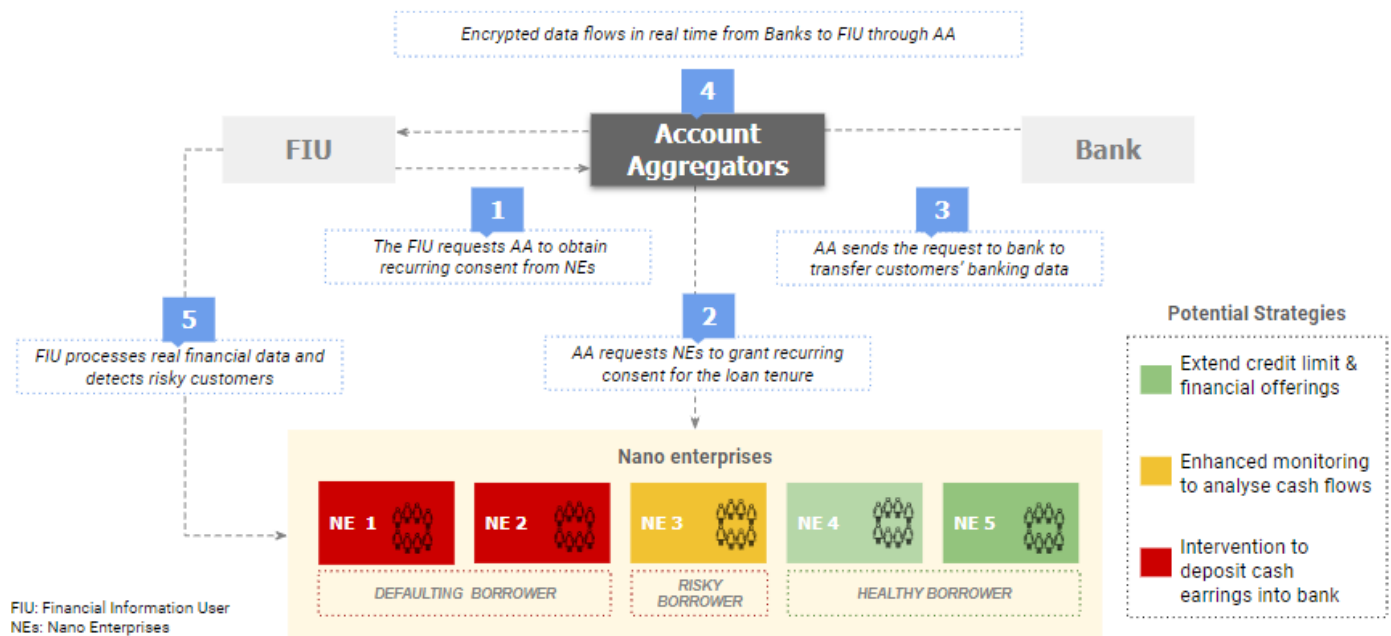 Encrypted data flows in real time from Banks to FIU through AA
4
FIU
Account
Aggregators
Bank
1
The FIU requests AA to obtain
recurring consent from NEs
3
AA sends the request to bank to
transfer customers' banking data
5
FIU processes real financial data and
detects risky customers
2
AA requests NEs to grant recurring
consent for the loan tenure
Potential Strategies
Extend credit limit &
financial offerings
Enhanced monitoring
to analyse cash flows
Intervention to
deposit cash
earrings into bank
Nano enterprises
NE 1
NE 2
NE 3
NE 4
NE 5
DEFAULTING BORROWER
RISKY
BORROWER
HEALTHY BORROWER
FIU: Financial Information User
NEs: Nano Enterprises